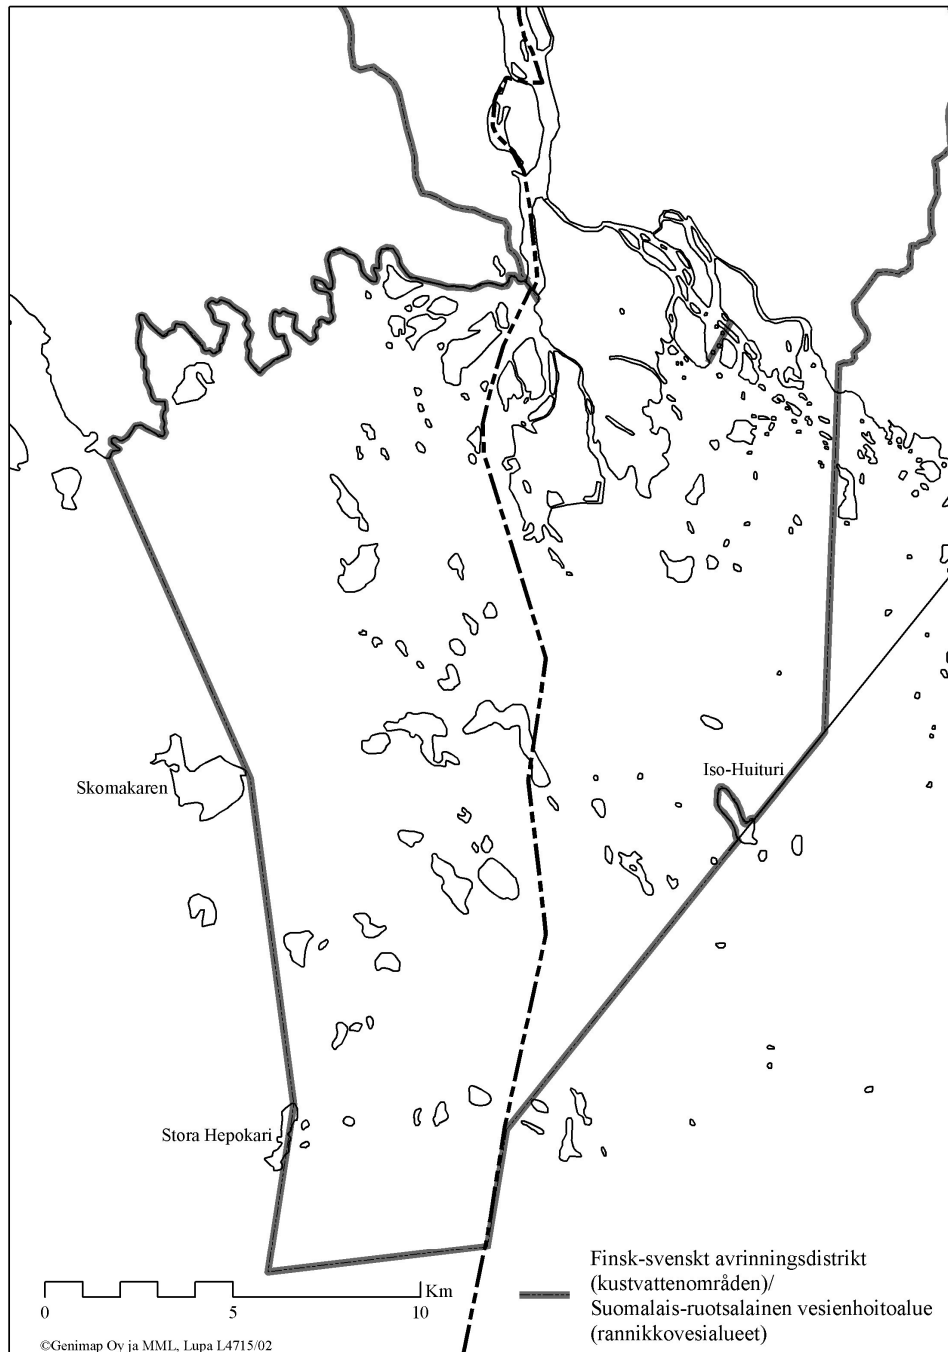 Iso-Huituri
Skomakaren
Stora Hepokari
Km
0 5 10
Finsk-svenskt avrinningsdistrikt
(kustvattenområden)/
Suomalais-ruotsalainen vesienhoitoalue
(rannikkovesialueet)
©Genimap Oy ja MML, Lupa L4715/02